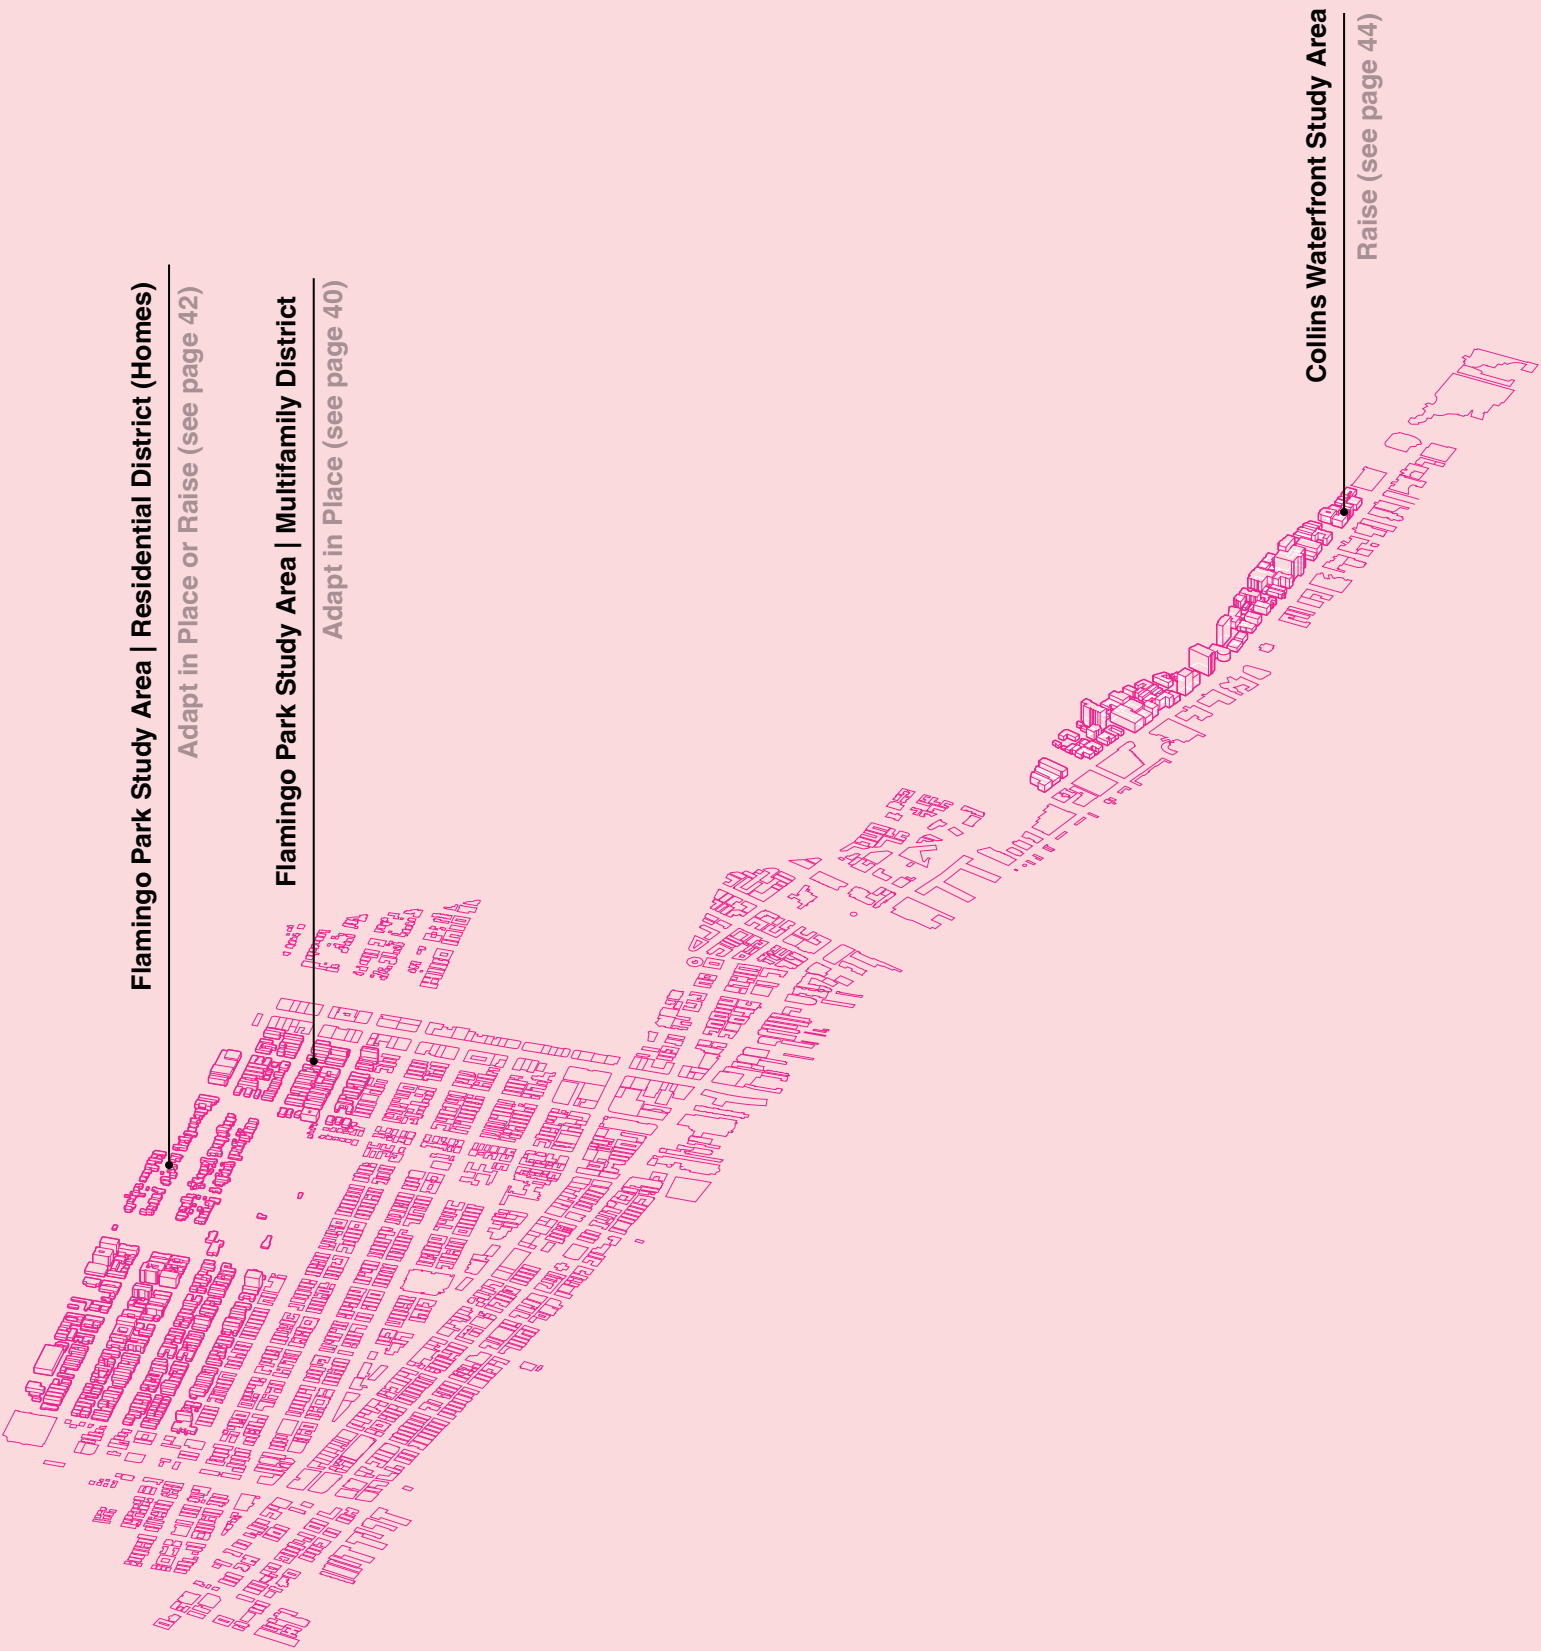 Flamingo Park Study Area | Residential District (Homes)
Adapt in Place or Raise (see page 42)
Flamingo Park Study Area | Multifamily District
Adapt in Place (see page 40)
Collins Waterfront Study Area
Raise (see page 44)